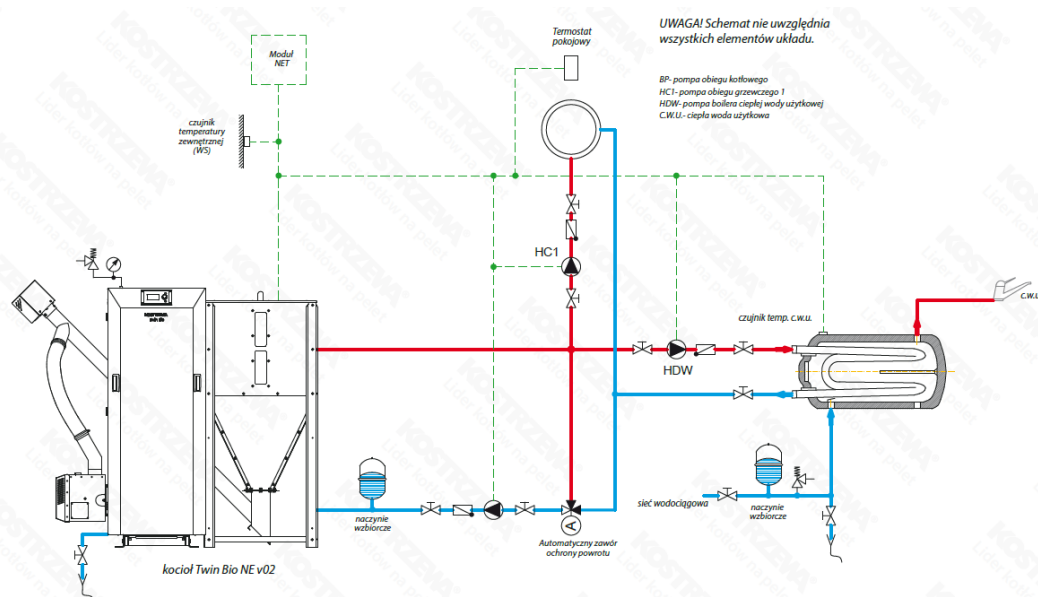 UWAGA! Schemat nie uwzględnia
wszystkich elementów układu.
Termostat
pokojowy
Moduł
NET
BP- pompa obiegu kotłowego
HC1- pompa obiegu grzewczego 1
HDW- pompa boilera ciepłej wody użytkowej
C.W.U.- ciepła woda użytkowa
czujnik
temperatury
zewnętrznej
(WS)
HC1
c.w.u
czujnik temp. c.w.u.
HDW
sieć wodociągowa
naczynie
wzbiorcze
naczynie
wzbiorcze
A
Automatyczny zawór
ochrony powrotu
kocioł Twin Bio NE v02
KOSTRZEWA®
Lider kotłów na pelet